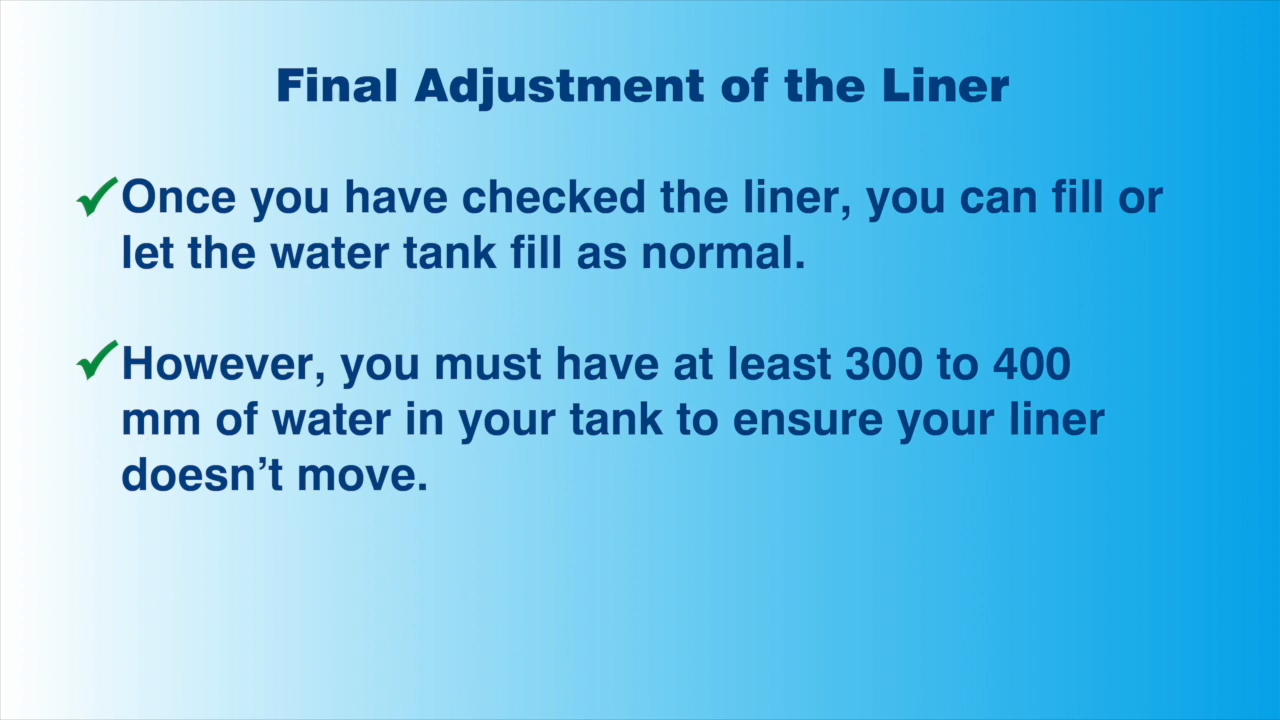 Final Adjustment of the Liner
Once you have checked the liner, you can fill or
let the water tank fill as normal.
However, you must have at least 300 to 400
mm of water in your tank to ensure your liner
doesn’t move.